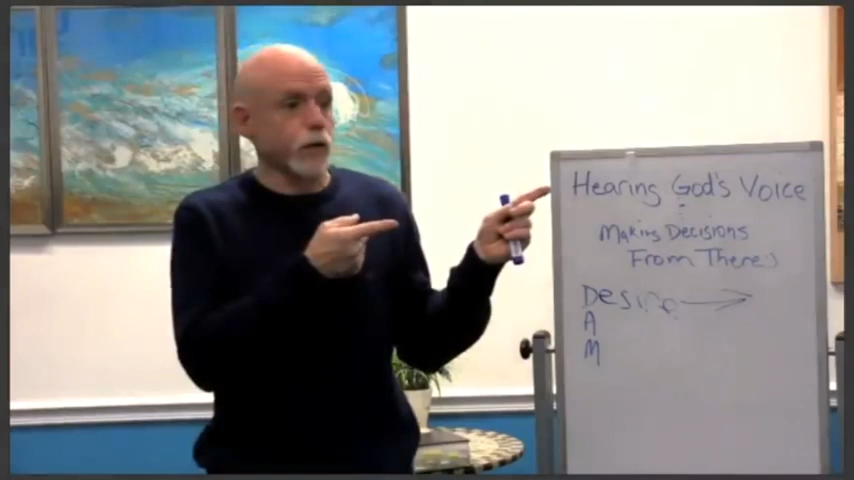 Hearing God's Voice
Making Decisions
From There
Desire →
A
M